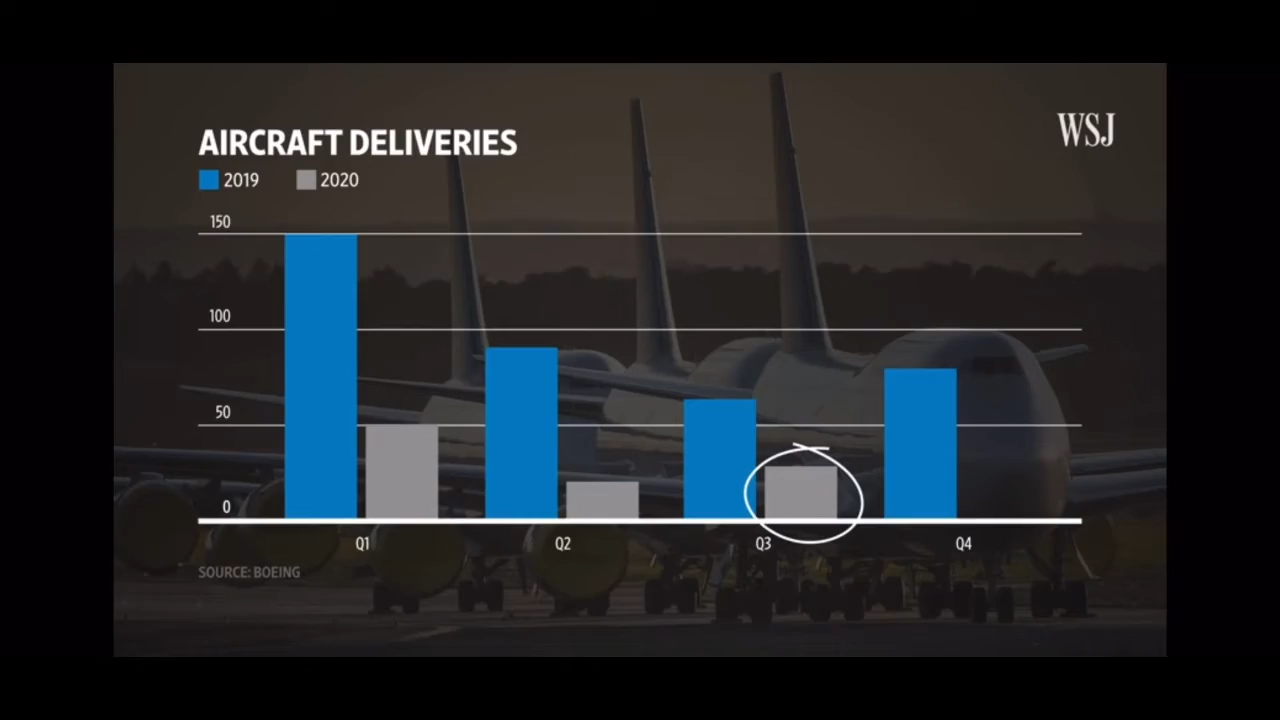 AIRCRAFT DELIVERIES
WSJ
2019 2020
150
100
50
0
Q1 Q2 Q3 Q4
SOURCE: BOEING